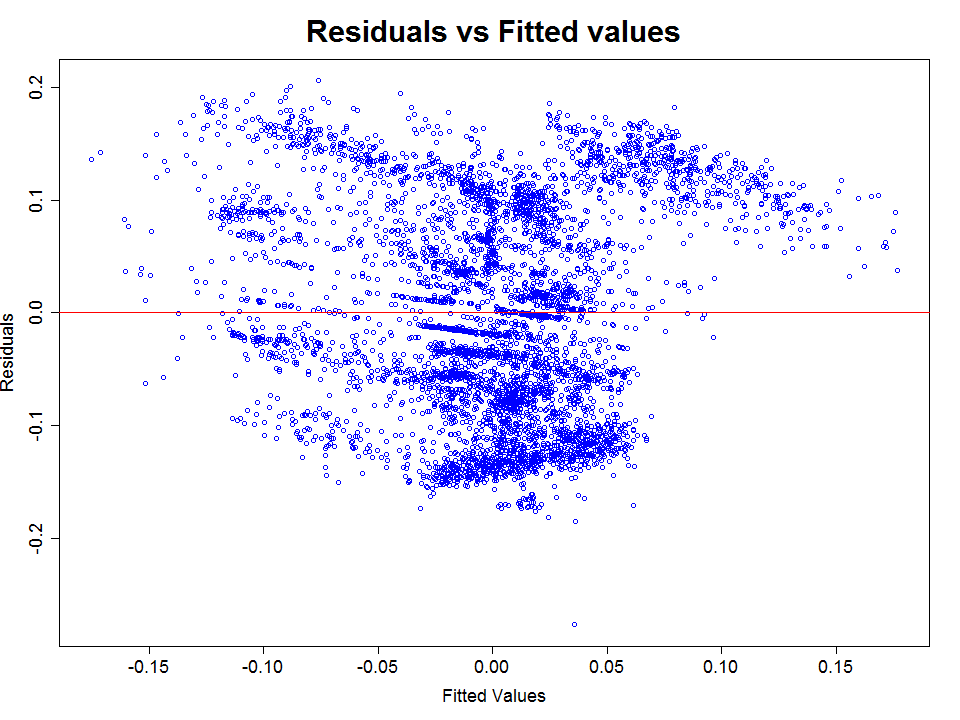 Residuals vs Fitted values
0.2
0.1
0.0
-0.1
-0.2
Residuals
-0.15 -0.10 -0.05 0.00 0.05 0.10 0.15
Fitted Values